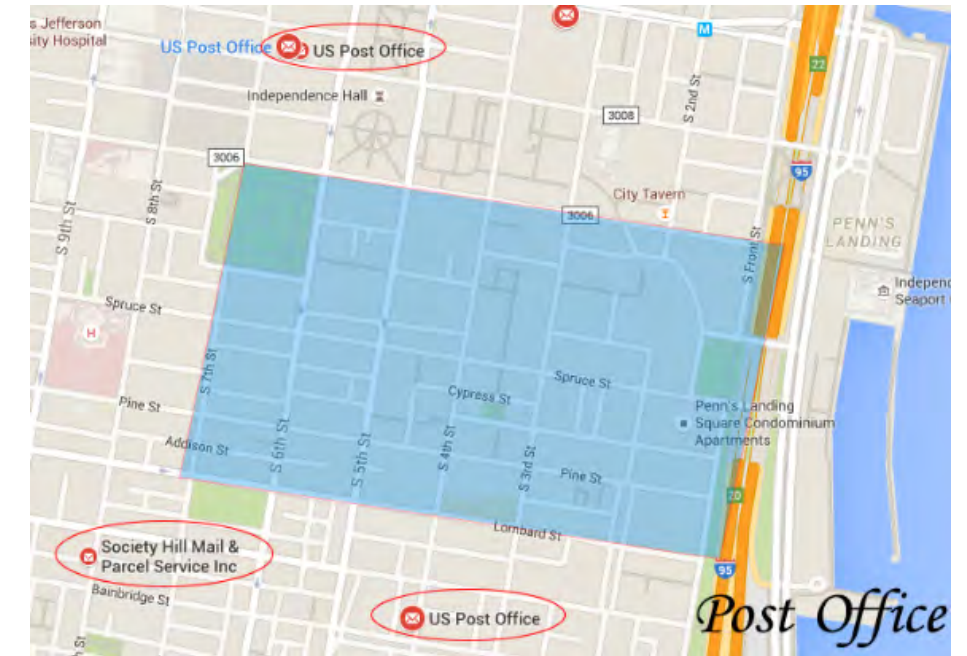 s Jefferson
ity Hospital
US Post Office
US Post Office
M
22
Independence Hall
S 2nd St
3008
3006
95
City Tavern
3006
PENN'S
LANDING
S 9th St
S 8th St
S Front St
Independ
Seaport
Spruce St
H
S 7th St
Spruce St
Cypress St
Pine St
Penn's Landing
Square Condominium
Apartments
Addison St
S 6th St
S 5th St
S 4th St
S 3rd St
Pine St
20
Lombard St
Society Hill Mail &
Parcel Service Inc
95
Bainbridge St
US Post Office
Post Office